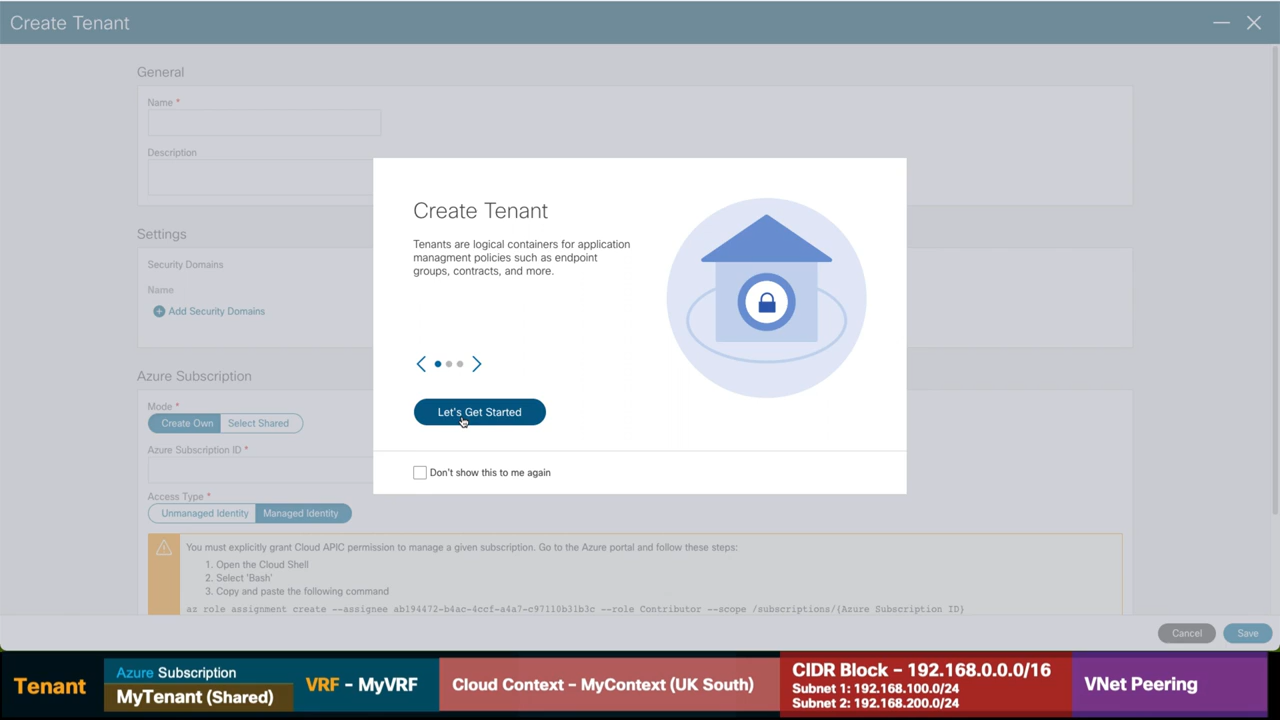 Create Tenant
General
Name *
Description
Settings
Security Domains
Name
Add Security Domains
Azure Subscription
Mode *
Create Own
Select Shared
Azure Subscription ID *
Access Type *
Unmanaged Identity
Managed Identity
You must explicitly grant Cloud APIC permission to manage a given subscription. Go to the Azure portal and follow these steps:
1. Open the Cloud Shell
2. Select 'Bash'
3. Copy and paste the following command
az role assignment create --assignee ab194472-b4ac-4ccf-a4a7-c97110b31b3c --role Contributor --scope /subscriptions/{Azure Subscription ID}
Create Tenant
Tenants are logical containers for application
managment policies such as endpoint
groups, contracts, and more.
Let's Get Started
Don't show this to me again
Cancel
Save
Tenant
Azure Subscription
MyTenant (Shared)
VRF - MyVRF
Cloud Context - MyContext (UK South)
CIDR Block - 192.168.0.0.0/16
Subnet 1: 192.168.100.0/24
Subnet 2: 192.168.200.0/24
VNet Peering